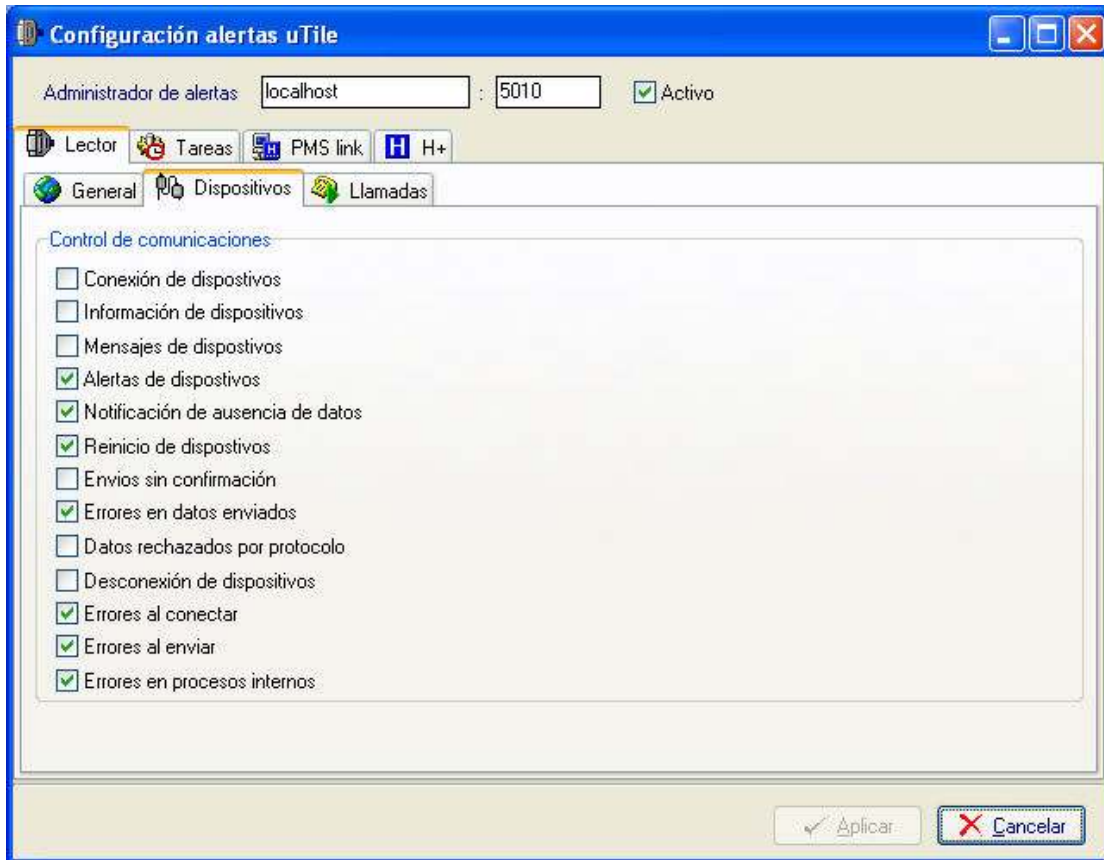 Configuración alertas uTile
Administrador de alertas localhost : 5010 Activo
Lector Tareas PMS link H H+
General Dispositivos Llamadas
Control de comunicaciones
Conexión de dispostivos
Información de dispositivos
Mensajes de dispostivos
Alertas de dispostivos
Notificación de ausencia de datos
Reinicio de dispostivos
Envios sin confirmación
Errores en datos enviados
Datos rechazados por protocolo
Desconexión de dispositivos
Errores al conectar
Errores al enviar
Errores en procesos internos
Aplicar Cancelar